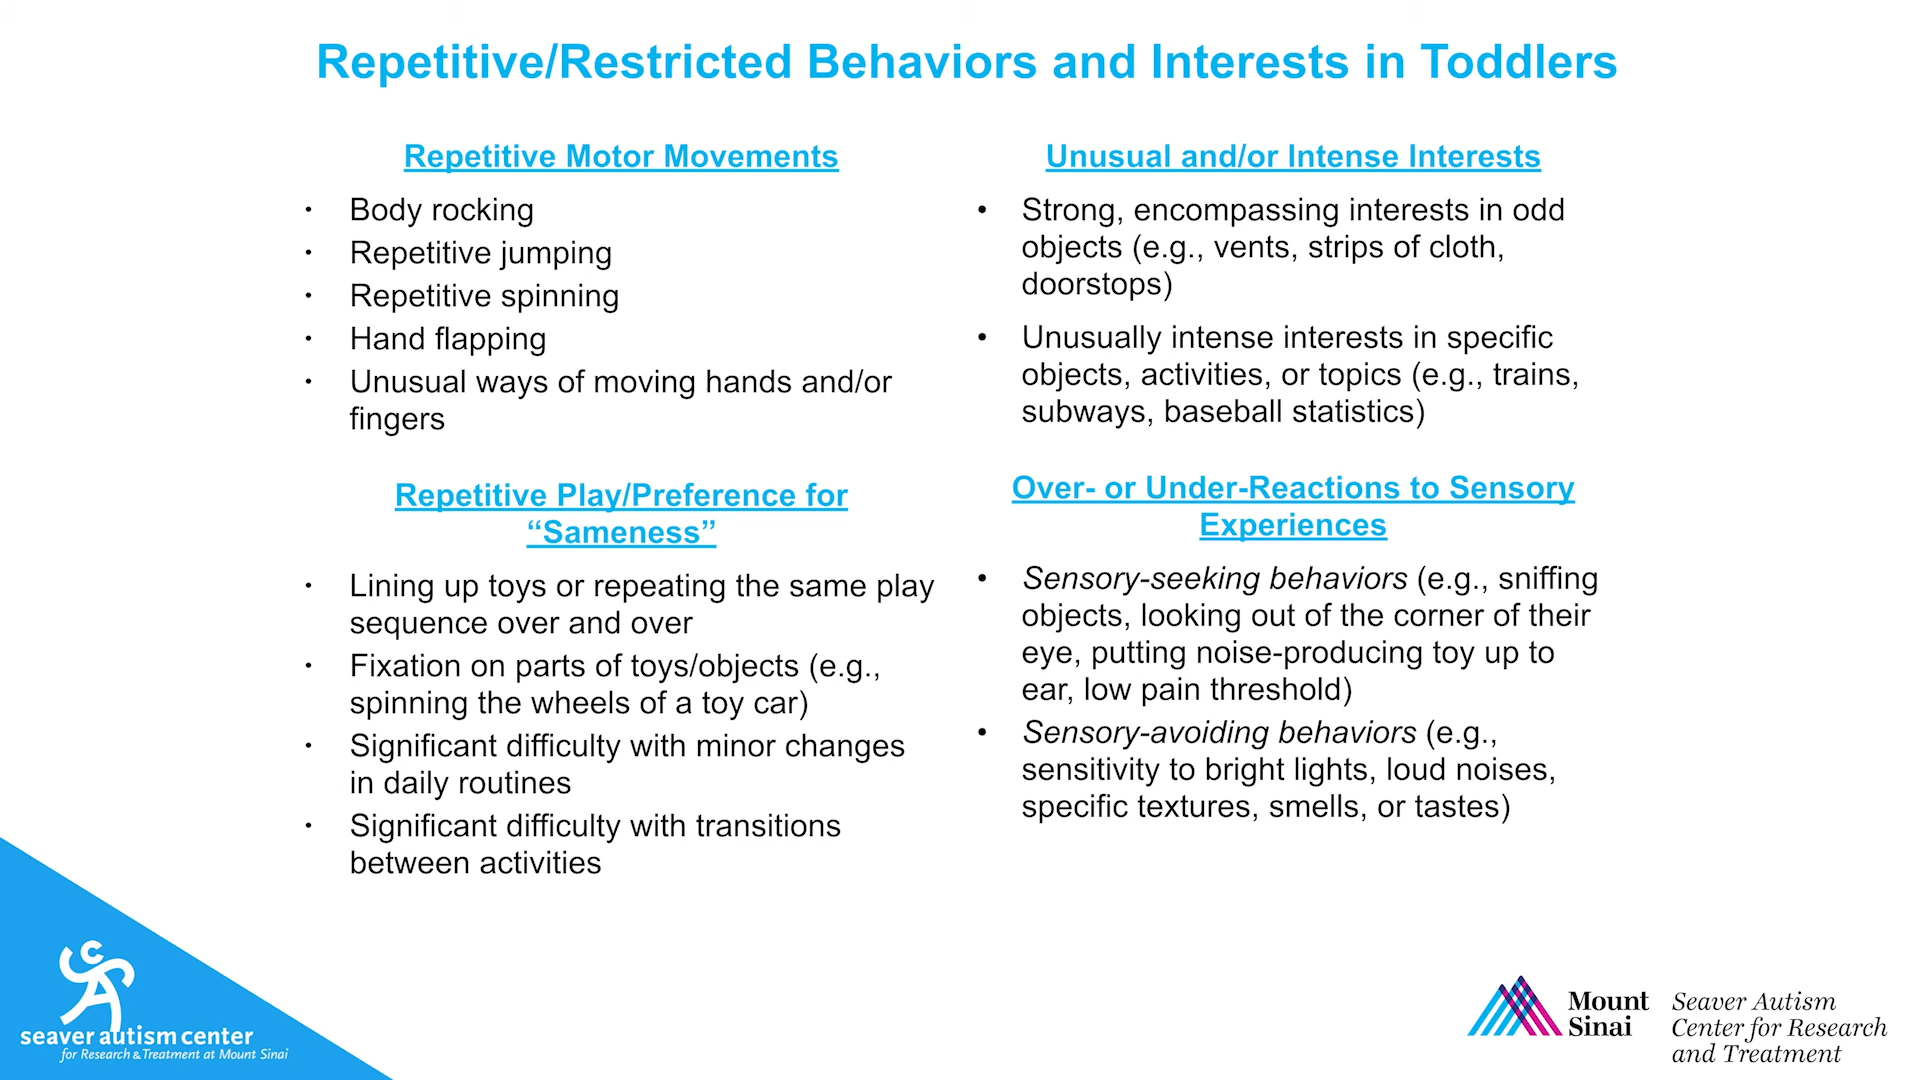 Repetitive/Restricted Behaviors and Interests in Toddlers
Repetitive Motor Movements
• Body rocking
• Repetitive jumping
• Repetitive spinning
• Hand flapping
• Unusual ways of moving hands and/or
fingers
Repetitive Play/Preference for
“Sameness”
• Lining up toys or repeating the same play
sequence over and over
• Fixation on parts of toys/objects (e.g.,
spinning the wheels of a toy car)
• Significant difficulty with minor changes
in daily routines
• Significant difficulty with transitions
between activities
Unusual and/or Intense Interests
• Strong, encompassing interests in odd
objects (e.g., vents, strips of cloth,
doorstops)
• Unusually intense interests in specific
objects, activities, or topics (e.g., trains,
subways, baseball statistics)
Over- or Under-Reactions to Sensory
Experiences
• Sensory-seeking behaviors (e.g., sniffing
objects, looking out of the corner of their
eye, putting noise-producing toy up to
ear, low pain threshold)
• Sensory-avoiding behaviors (e.g.,
sensitivity to bright lights, loud noises,
specific textures, smells, or tastes)
seaver autism center
for Research & Treatment at Mount Sinai
Mount
Sinai
Seaver Autism
Center for Research
and Treatment